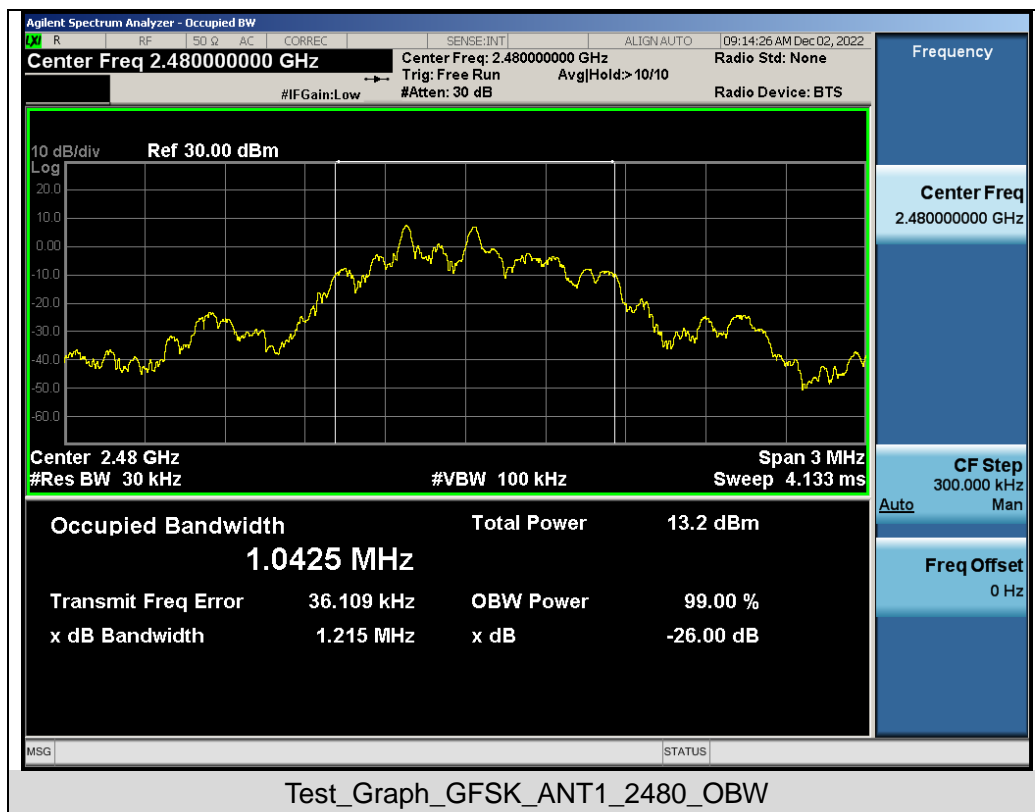 Agilent Spectrum Analyzer - Occupied BW
LXI R RF 50 Ω AC CORREC SENSE:INT ALIGN AUTO 09:14:26 AM Dec 02, 2022
Center Freq 2.480000000 GHz
Center Freq: 2.480000000 GHz
Radio Std: None
Trig: Free Run Avg|Hold:> 10/10
#IFGain:Low
#Atten: 30 dB
Radio Device: BTS
10 dB/div Ref 30.00 dBm
Log
20.0
10.0
0.00
-10.0
-20.0
-30.0
-40.0
-50.0
-60.0
Center 2.48 GHz Span 3 MHz
#Res BW 30 kHz #VBW 100 kHz Sweep 4.133 ms
Occupied Bandwidth Total Power 13.2 dBm
1.0425 MHz
Transmit Freq Error 36.109 kHz OBW Power 99.00 %
x dB Bandwidth 1.215 MHz x dB -26.00 dB
MSG STATUS
Frequency
Center Freq
2.480000000 GHz
CF Step
300.000 kHz
Auto Man
Freq Offset
0 Hz
Test_Graph_GFSK_ANT1_2480_OBW